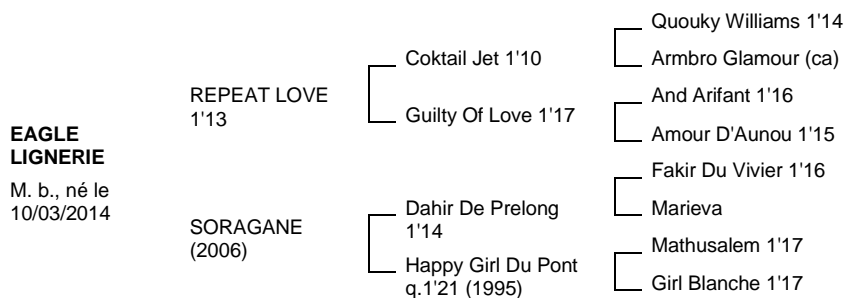 EAGLE
LIGNERIE
M. b., né le
10/03/2014
REPEAT LOVE
1'13
SORAGANE
(2006)
Coktail Jet 1'10
Guilty Of Love 1'17
Dahir De Prelong
1'14
Happy Girl Du Pont
q.1'21 (1995)
Quouky Williams 1'14
Armbro Glamour (ca)
And Arifant 1'16
Amour D'Aunou 1'15
Fakir Du Vivier 1'16
Marieva
Mathusalem 1'17
Girl Blanche 1'17